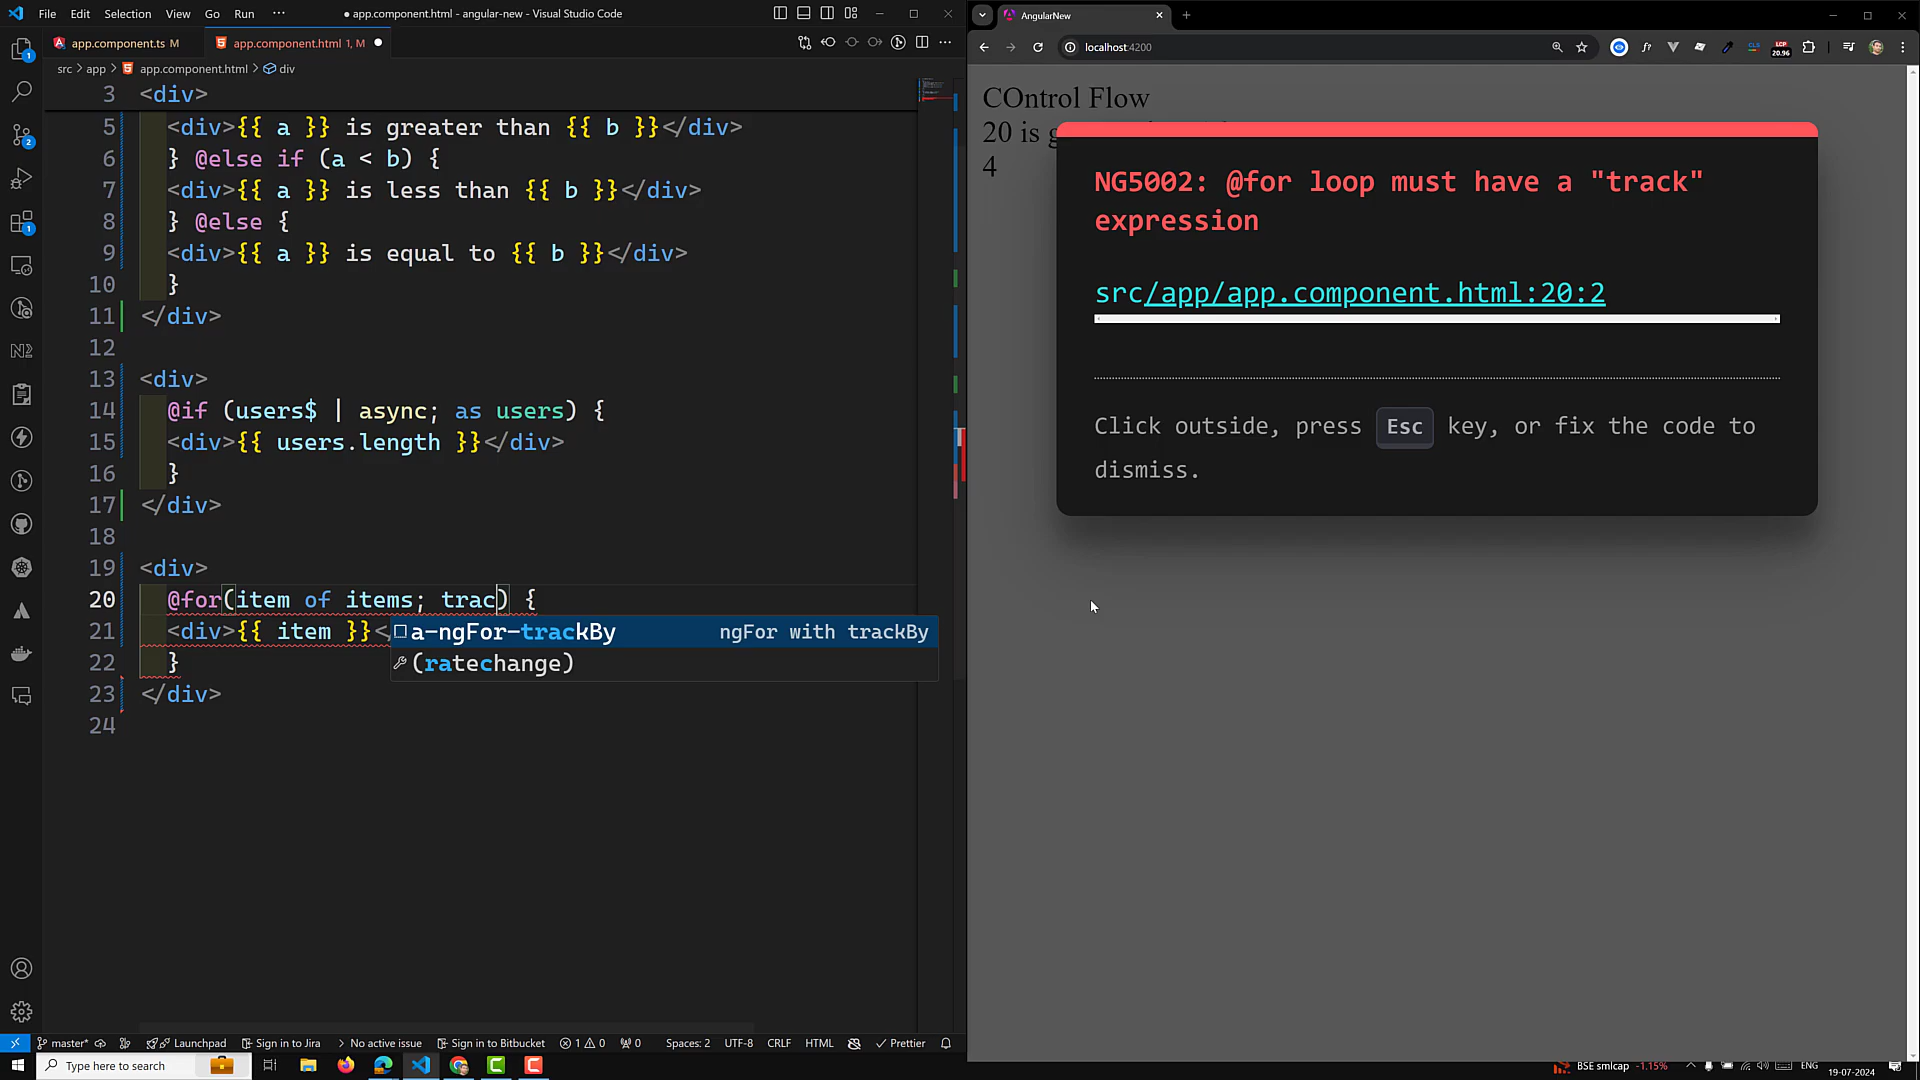 File Edit Selection View Go Run ··· ● app.component.html - angular-new - Visual Studio Code
app.component.ts M
app.component.html 1, M
src > app > app.component.html > div
3 <div>
5 <div>{{ a }} is greater than {{ b }}</div>
6 } @else if (a < b) {
7 <div>{{ a }} is less than {{ b }}</div>
8 } @else {
9 <div>{{ a }} is equal to {{ b }}</div>
10 }
11 </div>
12
13 <div>
14 @if (users$ | async; as users) {
15 <div>{{ users.length }}</div>
16 }
17 </div>
18
19 <div>
20 @for(item of items; trac) {
21 <div>{{ item }}<
a-ngFor-trackBy ngFor with trackBy
(ratechange)
22 }
23 </div>
24
master* Launchpad Sign in to Jira No active issue Sign in to Bitbucket 1 0 0 Spaces: 2 UTF-8 CRLF HTML Prettier
AngularNew
localhost:4200
LCP
20.96
COntrol Flow
20 is g
4
NG5002: @for loop must have a "track"
expression
src/app/app.component.html:20:2
Click outside, press Esc key, or fix the code to
dismiss.
Type here to search
BSE smlcap -1.15%
ENG
19-07-2024